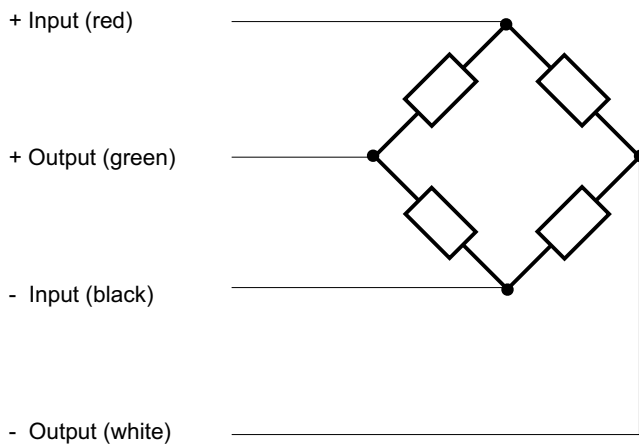 + Input (red)
+ Output (green)
- Input (black)
- Output (white)